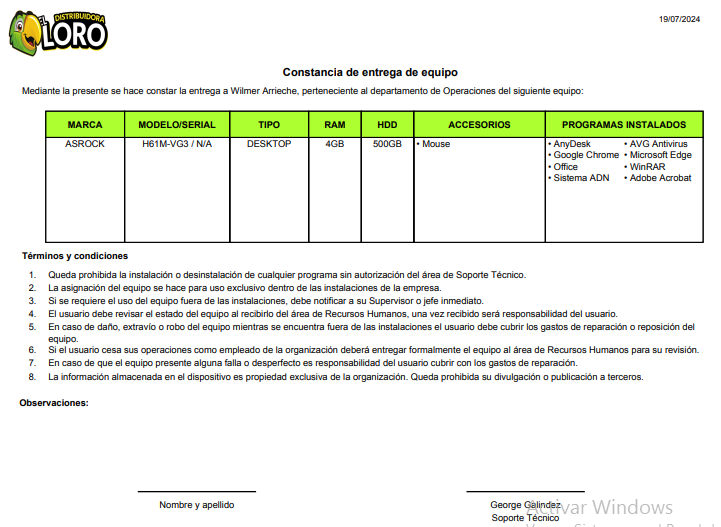 EL DISTRIBUIDORA
LORO
19/07/2024
Constancia de entrega de equipo
Mediante la presente se hace constar la entrega a Wilmer Arrieche, perteneciente al departamento de Operaciones del siguiente equipo:
MARCA MODELO/SERIAL TIPO RAM HDD ACCESORIOS PROGRAMAS INSTALADOS
ASROCK H61M-VG3 / N/A DESKTOP 4GB 500GB • Mouse • AnyDesk • AVG Antivirus
• Google Chrome • Microsoft Edge
• Office • WinRAR
• Sistema ADN • Adobe Acrobat
Términos y condiciones
1. Queda prohibida la instalación o desinstalación de cualquier programa sin autorización del área de Soporte Técnico.
2. La asignación del equipo se hace para uso exclusivo dentro de las instalaciones de la empresa.
3. Si se requiere el uso del equipo fuera de las instalaciones, debe notificar a su Supervisor o jefe inmediato.
4. El usuario debe revisar el estado del equipo al recibirlo del área de Recursos Humanos, una vez recibido será responsabilidad del usuario.
5. En caso de daño, extravío o robo del equipo mientras se encuentra fuera de las instalaciones el usuario debe cubrir los gastos de reparación o reposición del
equipo.
6. Si el usuario cesa sus operaciones como empleado de la organización deberá entregar formalmente el equipo al área de Recursos Humanos para su revisión.
7. En caso de que el equipo presente alguna falla o desperfecto es responsabilidad del usuario cubrir con los gastos de reparación.
8. La información almacenada en el dispositivo es propiedad exclusiva de la organización. Queda prohibida su divulgación o publicación a terceros.
Observaciones:
Nombre y apellido
George Galindez
Soporte Técnico
Activar Windows